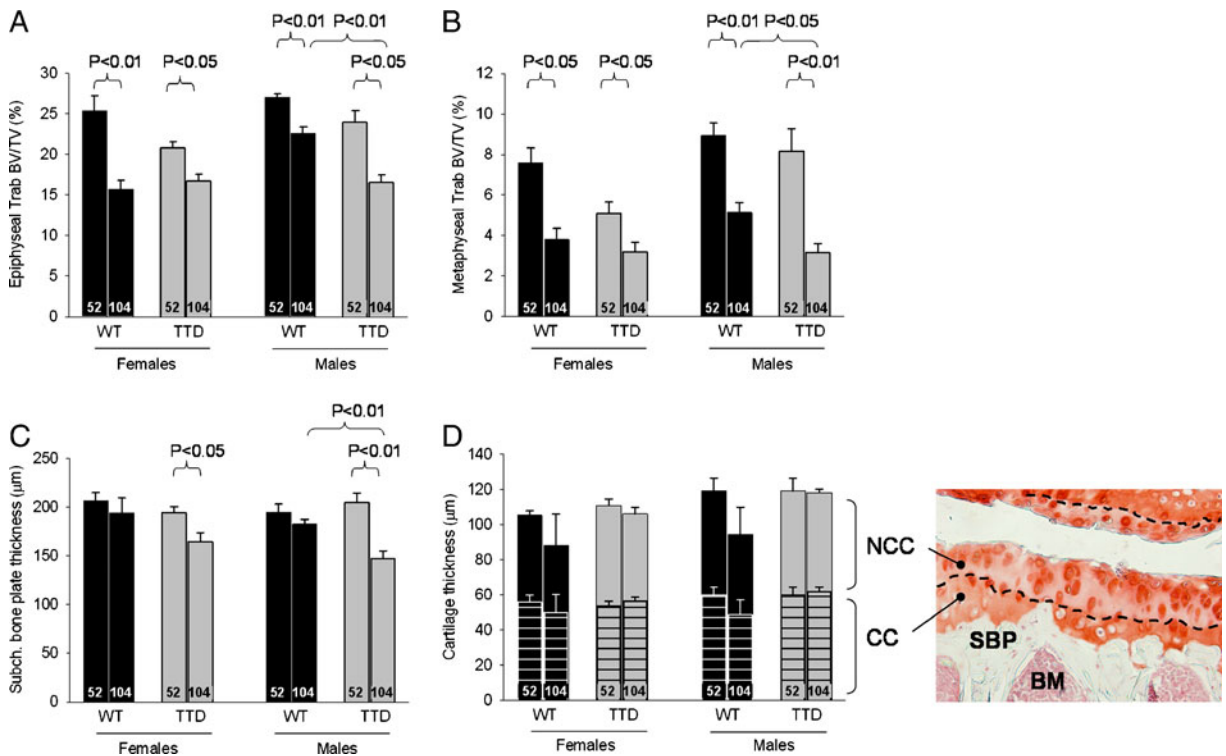 A
P<0.01 P<0.01
P<0.01 P<0.05 P<0.05
Epiphyseal Trab BV/TV (%)
30
25
20
15
10
5
0
52 104 52 104 52 104 52 104
WT TTD WT TTD
Females Males
B
P<0.01 P<0.05
P<0.05 P<0.05 P<0.01
Metaphyseal Trab BV/TV (%)
12
10
8
6
4
2
0
52 104 52 104 52 104 52 104
WT TTD WT TTD
Females Males
C
P<0.01
P<0.05 P<0.01
Subch. bone plate thickness (µm)
250
200
150
100
50
0
52 104 52 104 52 104 52 104
WT TTD WT TTD
Females Males
D
Cartilage thickness (µm)
140
120
100
80
60
40
20
0
52 104 52 104 52 104 52 104
WT TTD WT TTD
Females Males
NCC
CC
SBP
BM